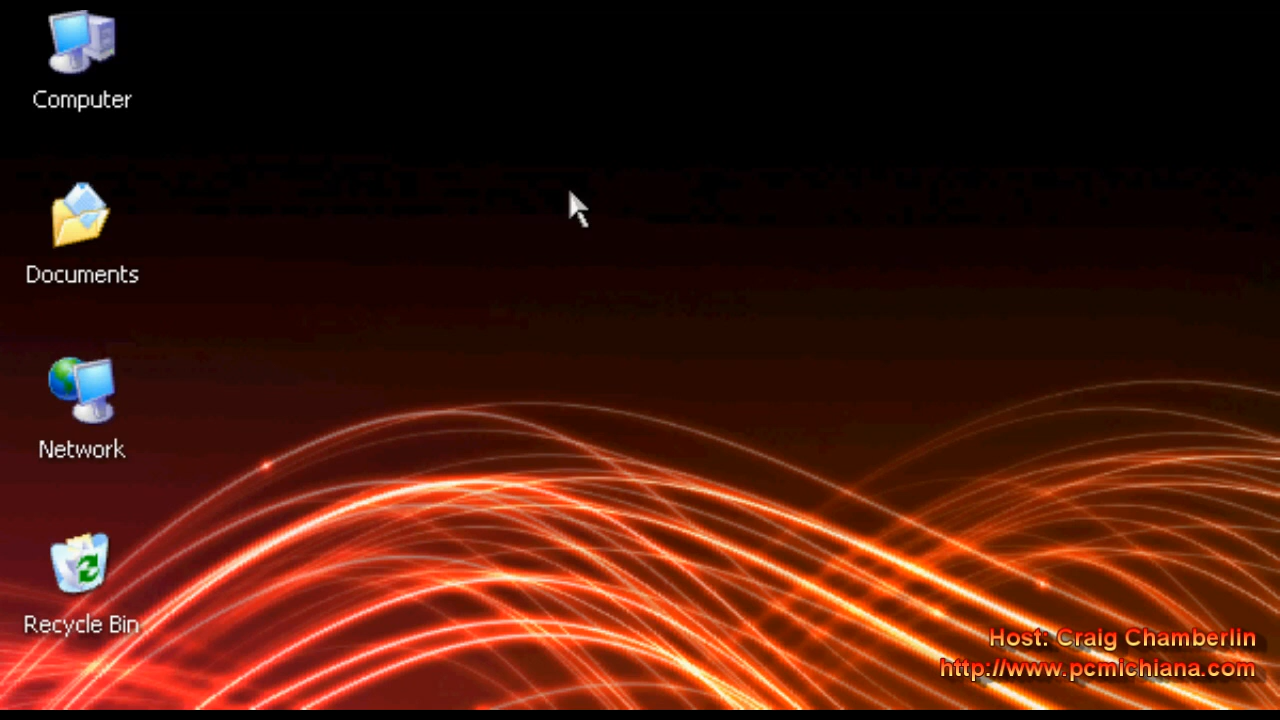 Computer
Documents
Network
Recycle Bin
Host: Craig Chamberlin
http://www.pcmichiana.com